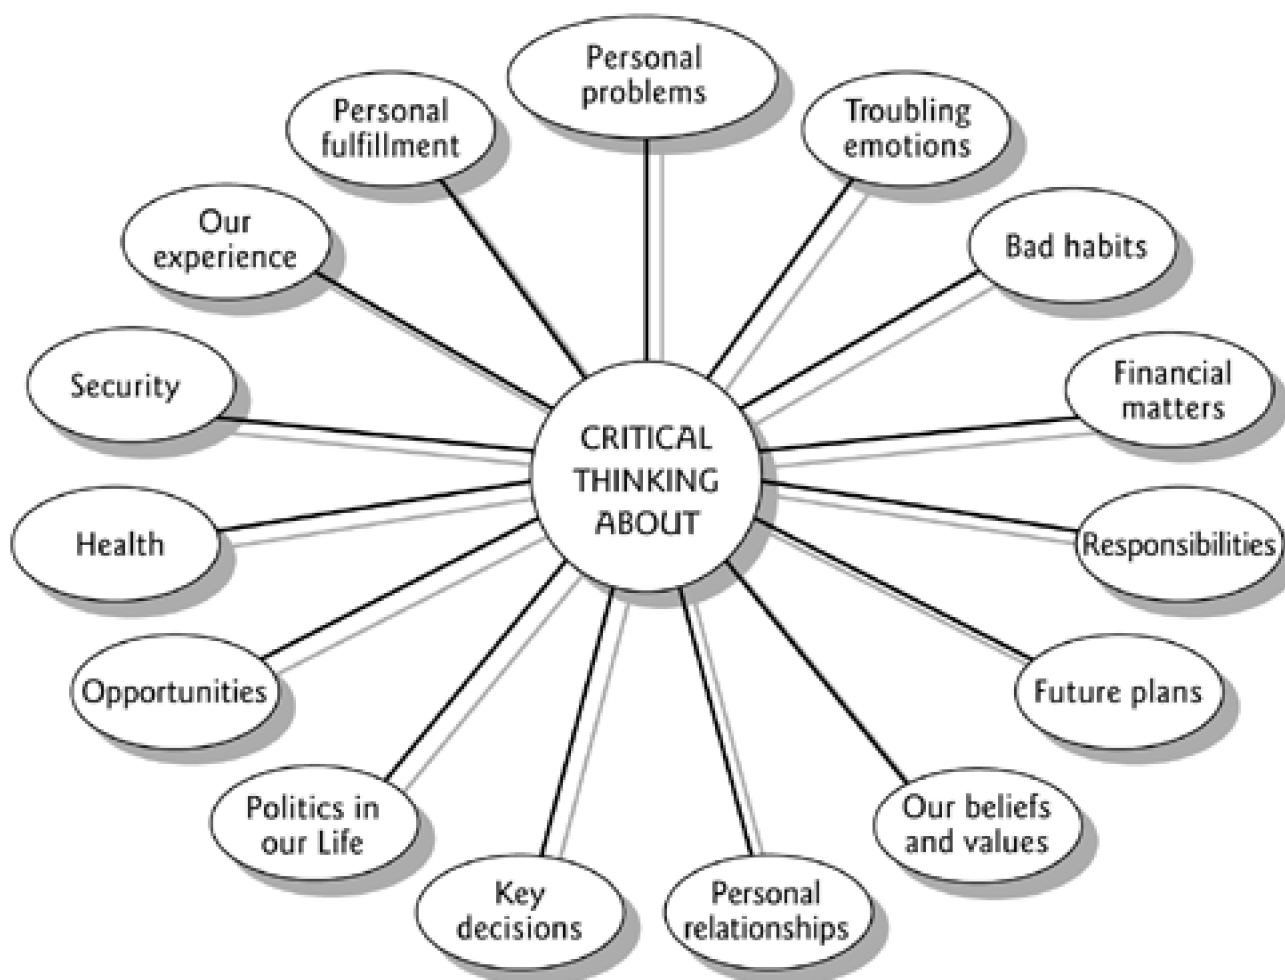 Personal
problems
Troubling
emotions
Bad habits
Financial
matters
Responsibilities
Future plans
Our beliefs
and values
Personal
relationships
Key
decisions
Politics in
our Life
Opportunities
Health
Security
Our
experience
Personal
fulfillment
CRITICAL
THINKING
ABOUT